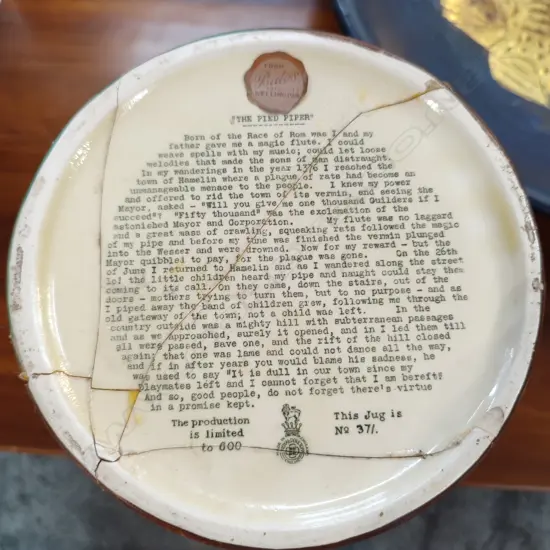 FROM
WELLINGTON
"THE PIED PIPER"
Born of the Race of Rom was I and my
father gave me a magic flute. I could
weave spells with my music; could let loose
melodies that made the sons of man distraught.
In my wanderings in the year 1376 I reached the
town of Hamelin where a plague of rats had become an
unmanageable menace to the people. I knew my power
and offered to rid the town of its vermin, and seeing the
Mayor, asked - "Will you give me one thousand Guilders if I
succeed"? "Fifty thousand" was the exclamation of the
astonished Mayor and Corporation. My flute was no laggard
and a great mass of crawling, squeaking rats followed the magic
of my pipe and before my tune was finished the vermin plunged
into the Weser and were drowned. Now for my reward - but the
Mayor quibbled to pay, for the plague was gone. On the 26th
of June I returned to Hamelin and as I wandered along the street
lo! the little children heard my pipe and naught could stay them
coming to its call. On they came, down the stairs, out of the
doors - mothers trying to turn them, but to no purpose - and as
I piped away the band of children grew, following me through the
old gateway of the town; not a child was left. In the
country outside was a mighty hill with subterranean passages
and as we approached, surely it opened, and in I led them till
all were passed, save one, and the rift of the hill closed
again; that one was lame and could not dance all the way,
and if in after years you would blame his sadness, he
was used to say "It is dull in our town since my
playmates left and I cannot forget that I am bereft"
And so, good people, do not forget there's virtue
in a promise kept.
The production
is limited
to 600
This Jug is
No 371.